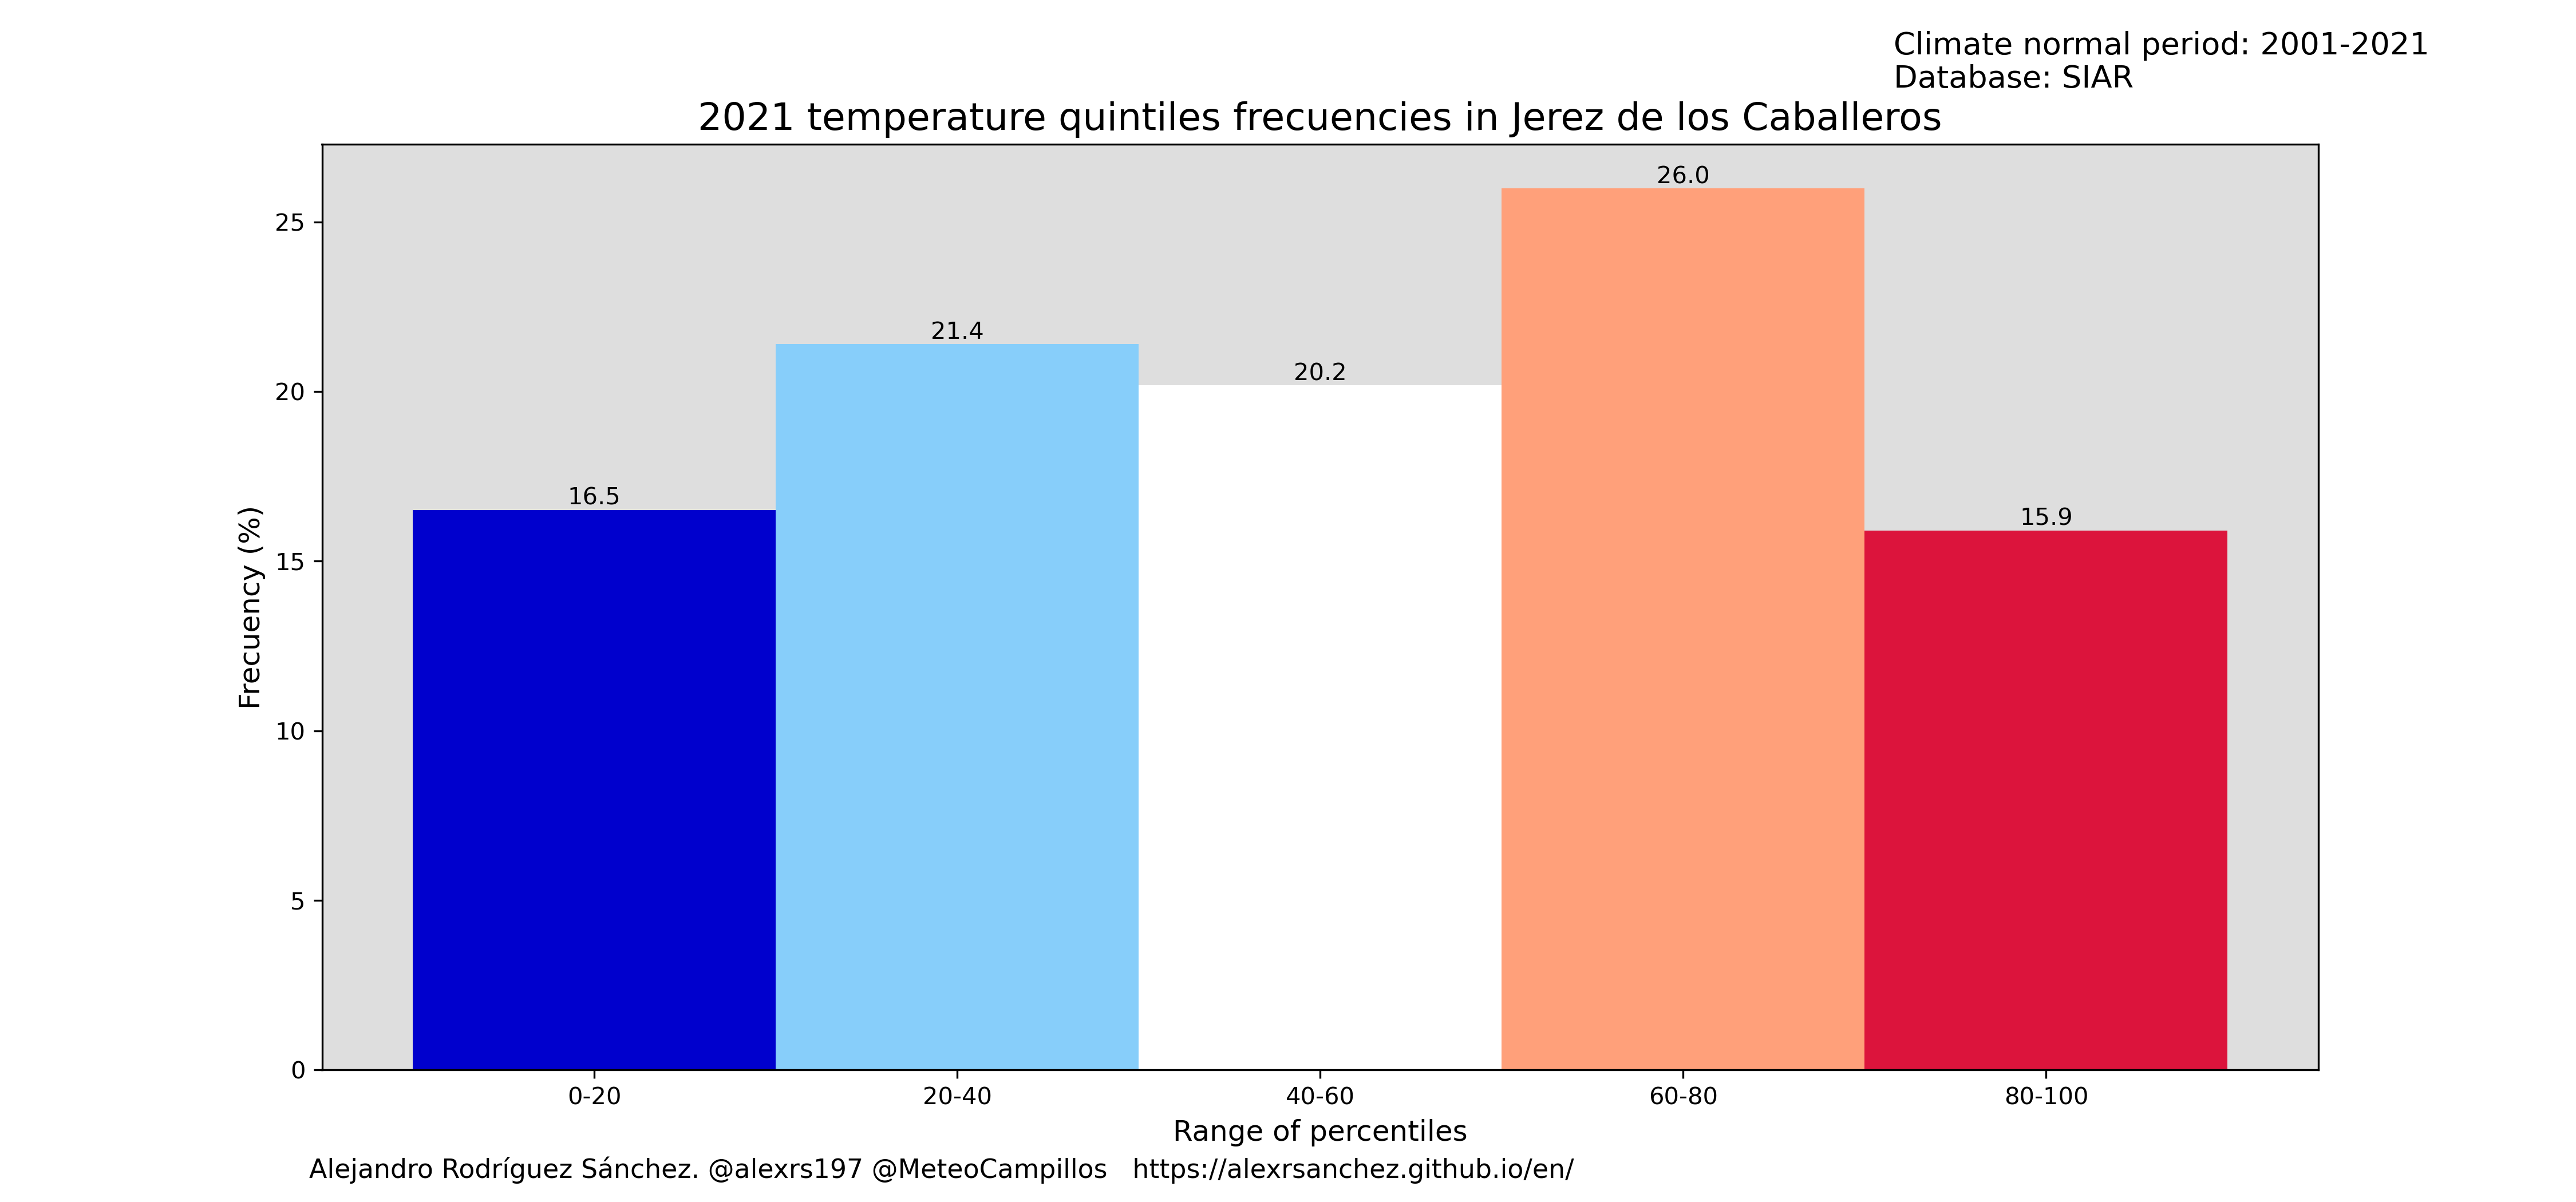 Climate normal period: 2001-2021
Database: SIAR
2021 temperature quintiles frecuencies in Jerez de los Caballeros
Frecuency (%)
25
20
15
10
5
0
16.5
21.4
20.2
26.0
15.9
0-20
20-40
40-60
60-80
80-100
Range of percentiles
Alejandro Rodríguez Sánchez. @alexrs197 @MeteoCampillos https://alexrsanchez.github.io/en/